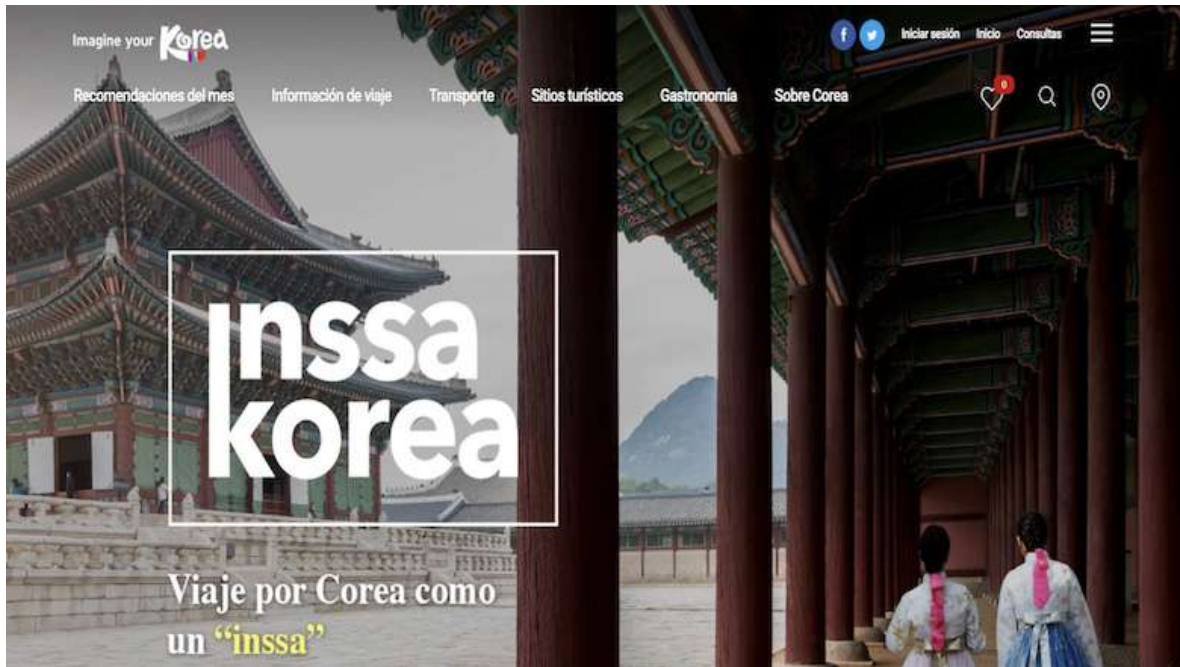 Imagine your Korea
Iniciar sesión Inicio Consultas
Recomendaciones del mes Información de viaje Transporte Sitios turísticos Gastronomía Sobre Corea
0
inssa
korea
Viaje por Corea como
un “inssa”